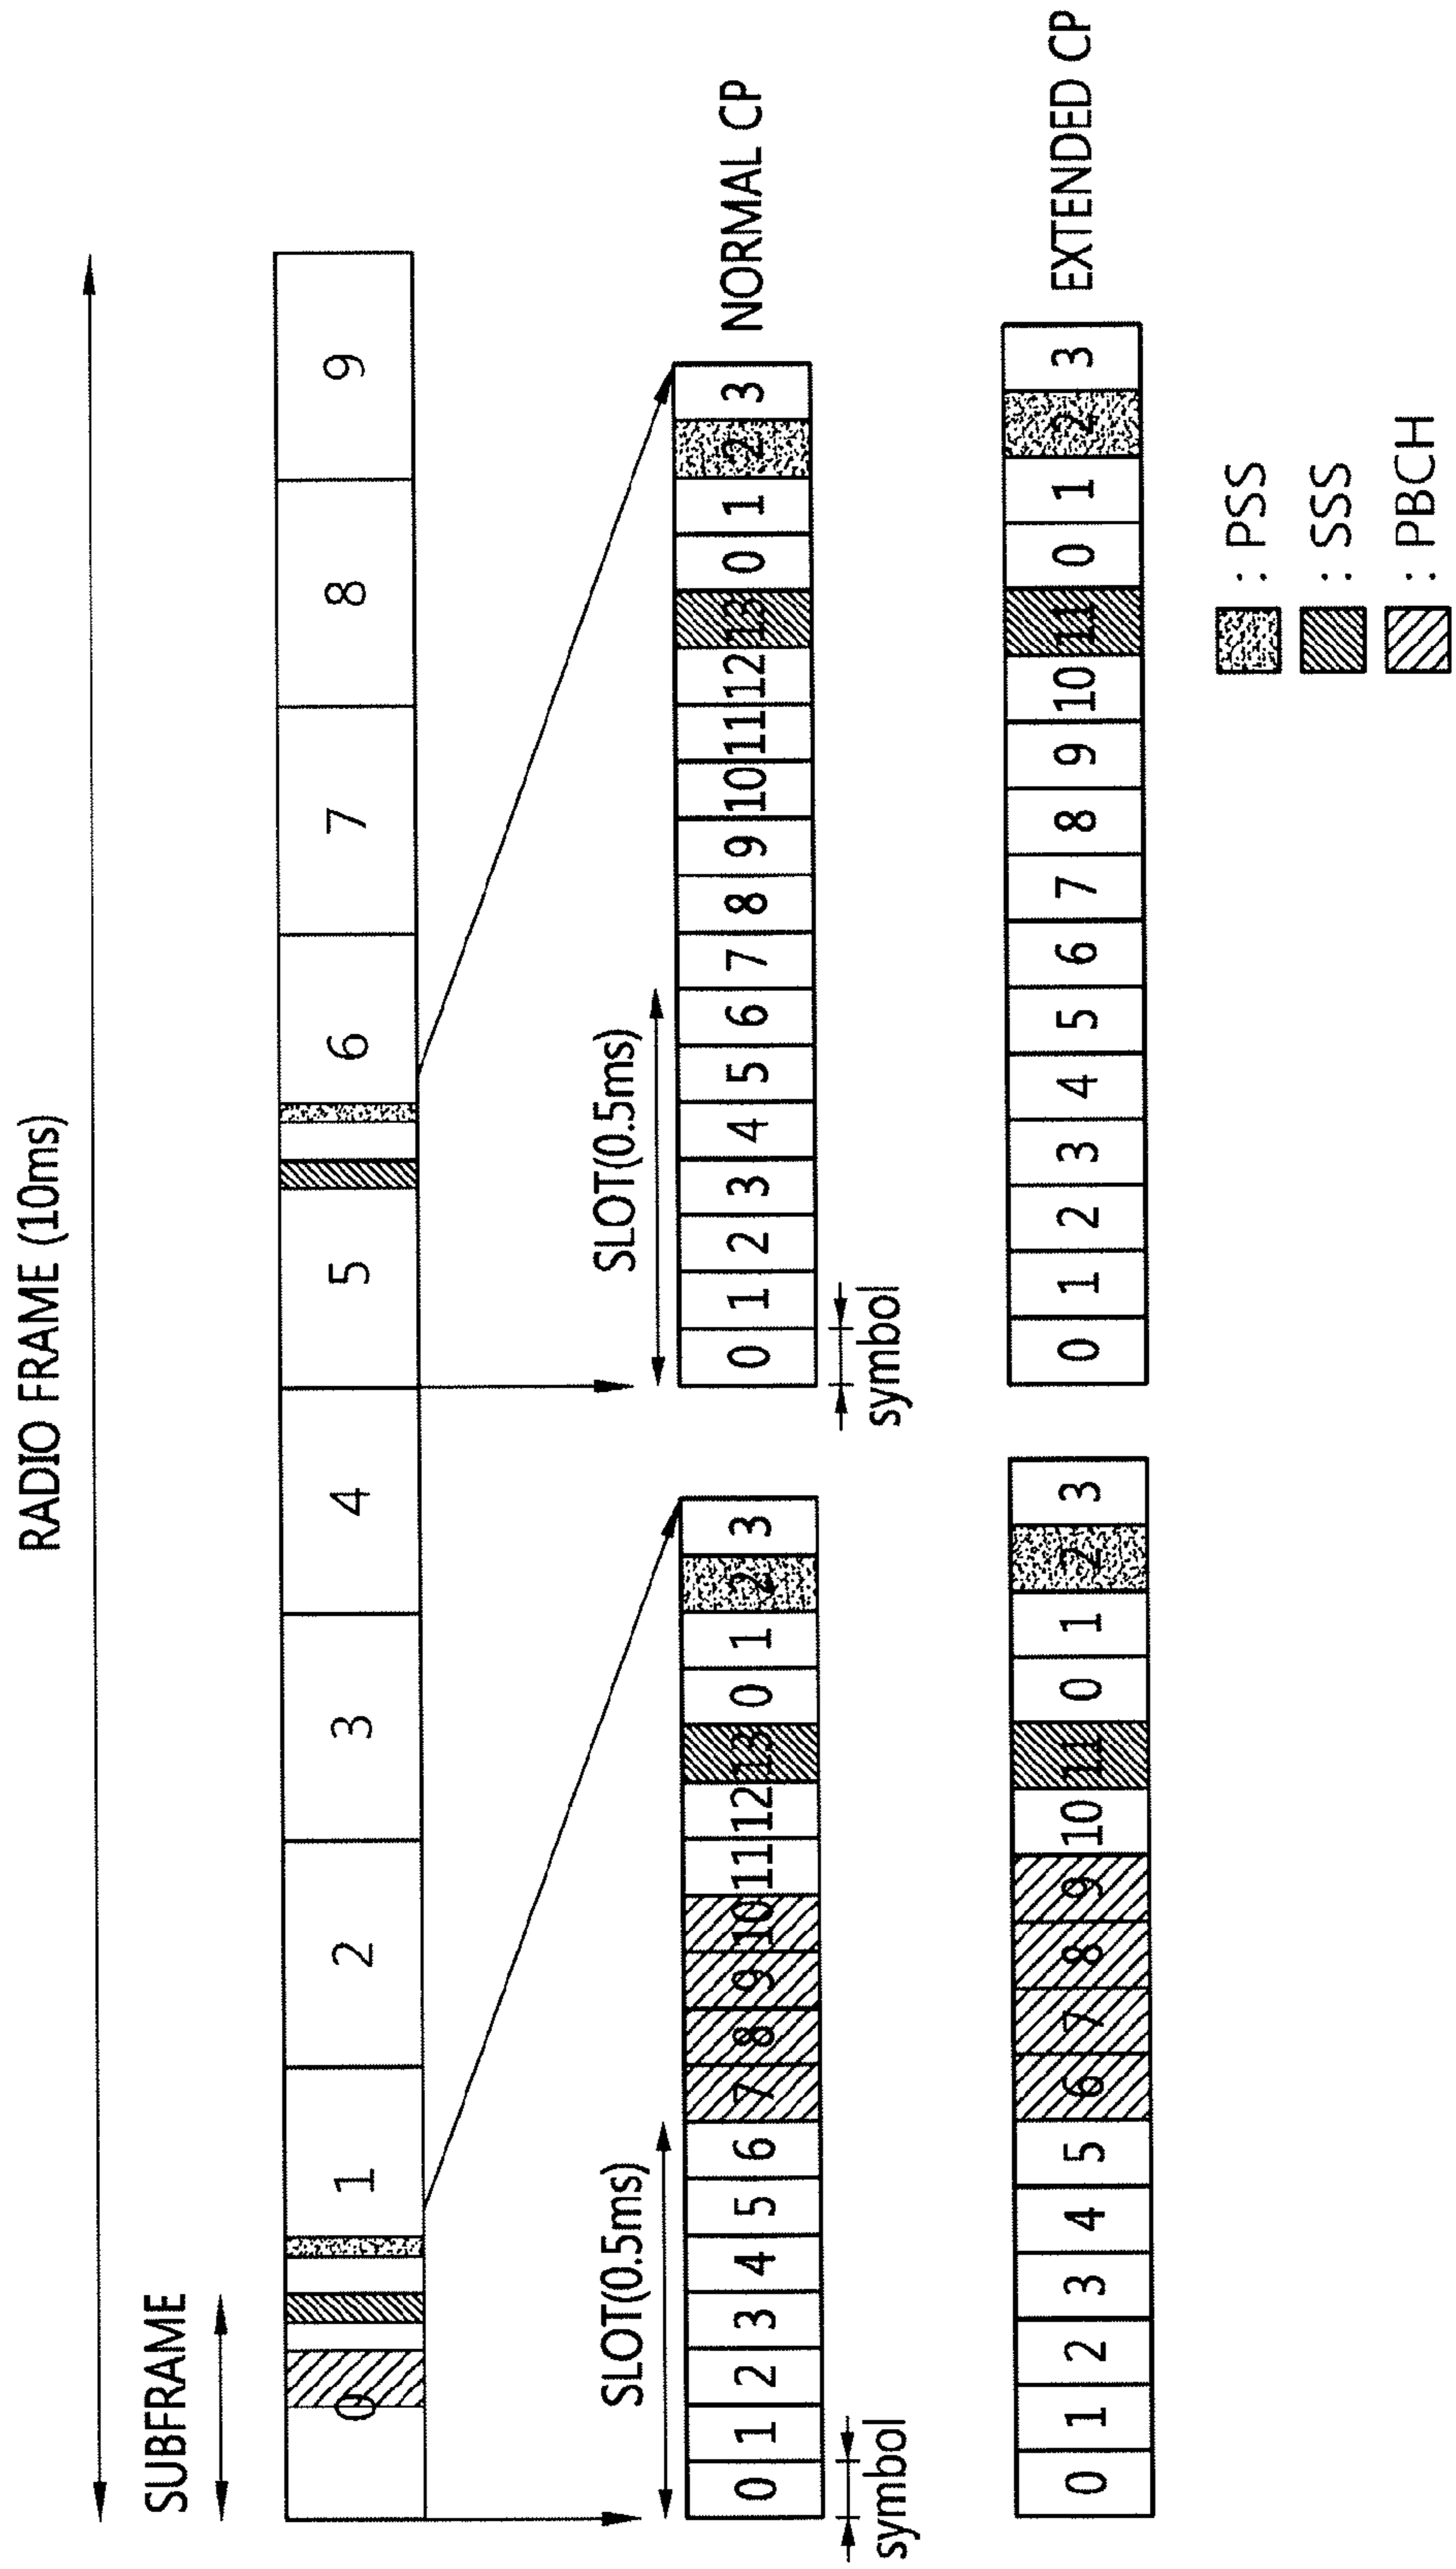 RADIO FRAME (10ms)
SUBFRAME
0 1 2 3 4 5 6 7 8 9
SLOT(0.5ms) SLOT(0.5ms)
0 1 2 3 4 5 6 7 8 9 10 11 12 13 0 1 2 3 0 1 2 3 4 5 6 7 8 9 10 11 12 13 0 1 2 3 NORMAL CP
symbol symbol
0 1 2 3 4 5 6 7 8 9 10 11 0 1 2 3 0 1 2 3 4 5 6 7 8 9 10 11 0 1 2 3 EXTENDED CP
: PSS
: SSS
: PBCH